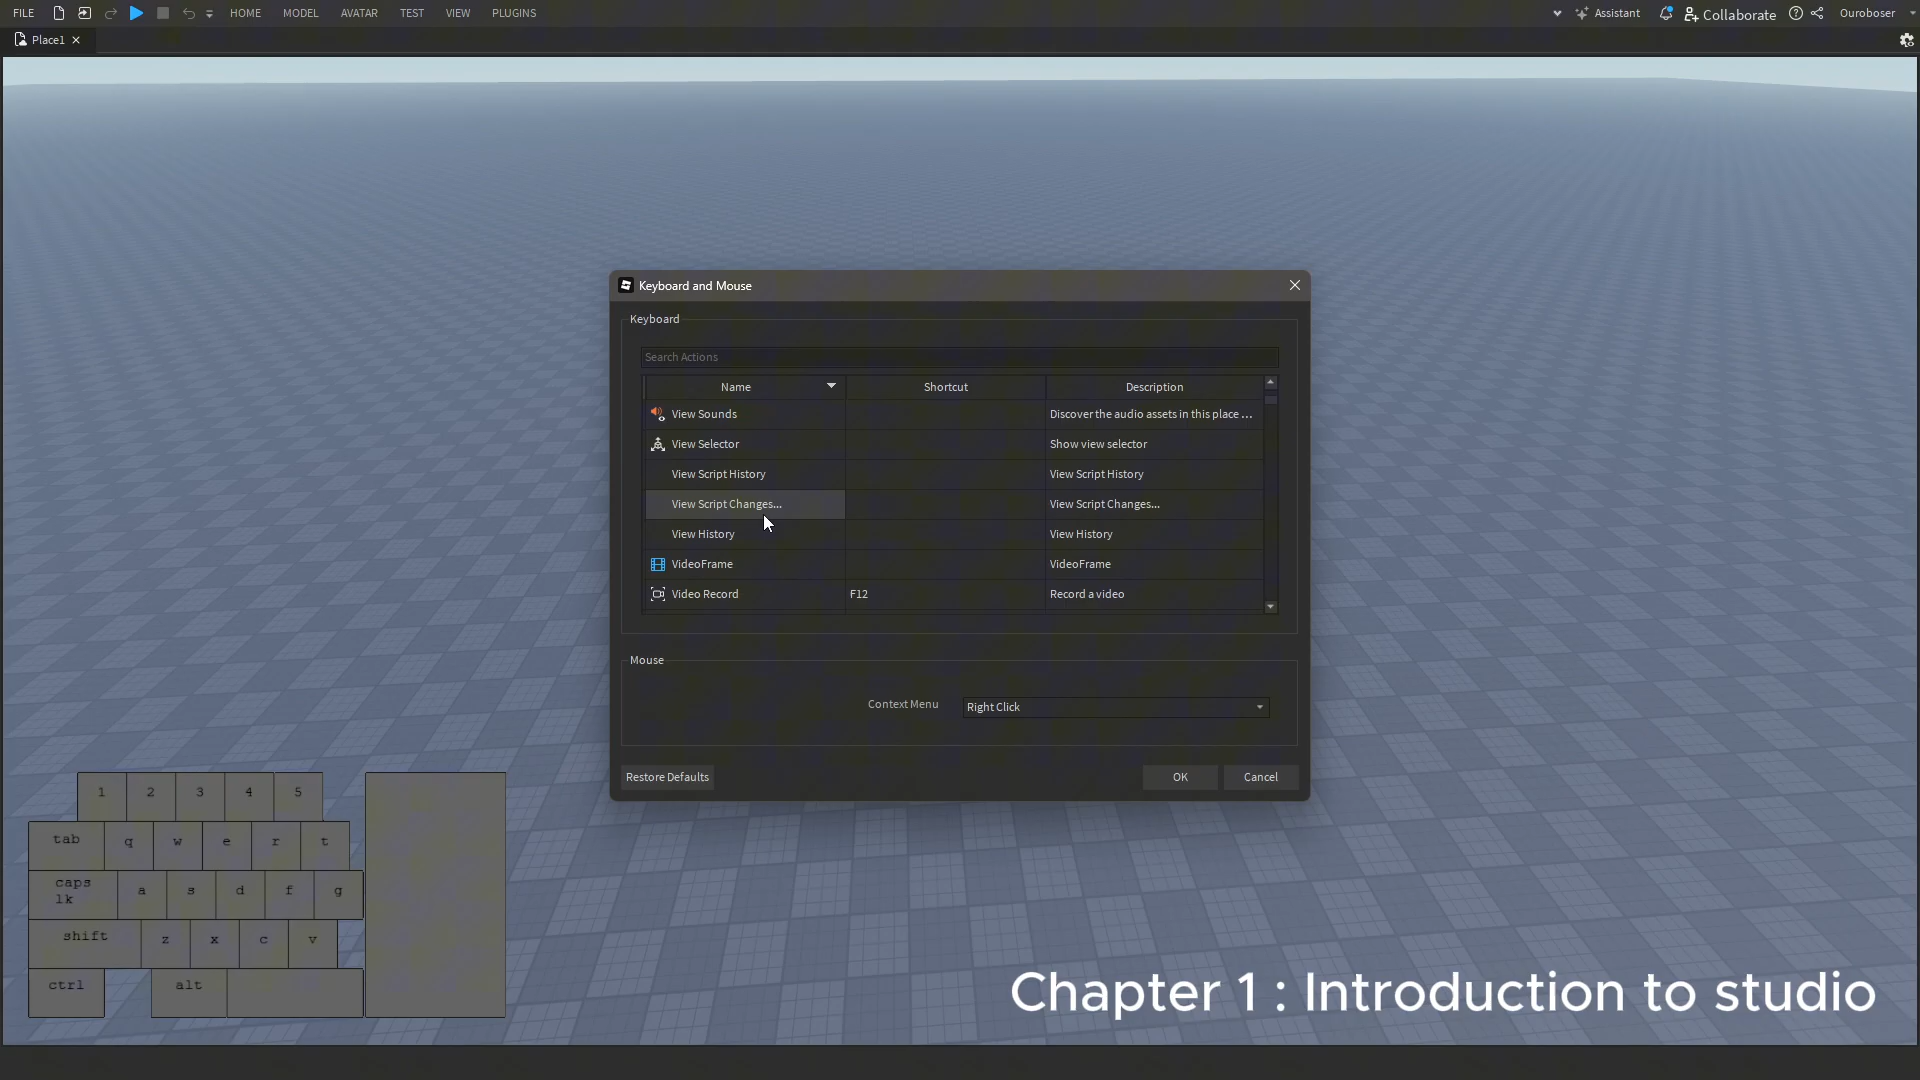 FILE HOME MODEL AVATAR TEST VIEW PLUGINS Assistant Collaborate Ouroboser
Place1
Keyboard and Mouse
Keyboard
Search Actions
Name Shortcut Description
View Sounds Discover the audio assets in this place ...
View Selector Show view selector
View Script History View Script History
View Script Changes... View Script Changes...
View History View History
VideoFrame VideoFrame
Video Record F12 Record a video
Mouse
Context Menu Right Click
Restore Defaults OK Cancel
1 2 3 4 5
tab q w e r t
caps lk a s d f g
shift z x c v
ctrl alt
Chapter 1 : Introduction to studio